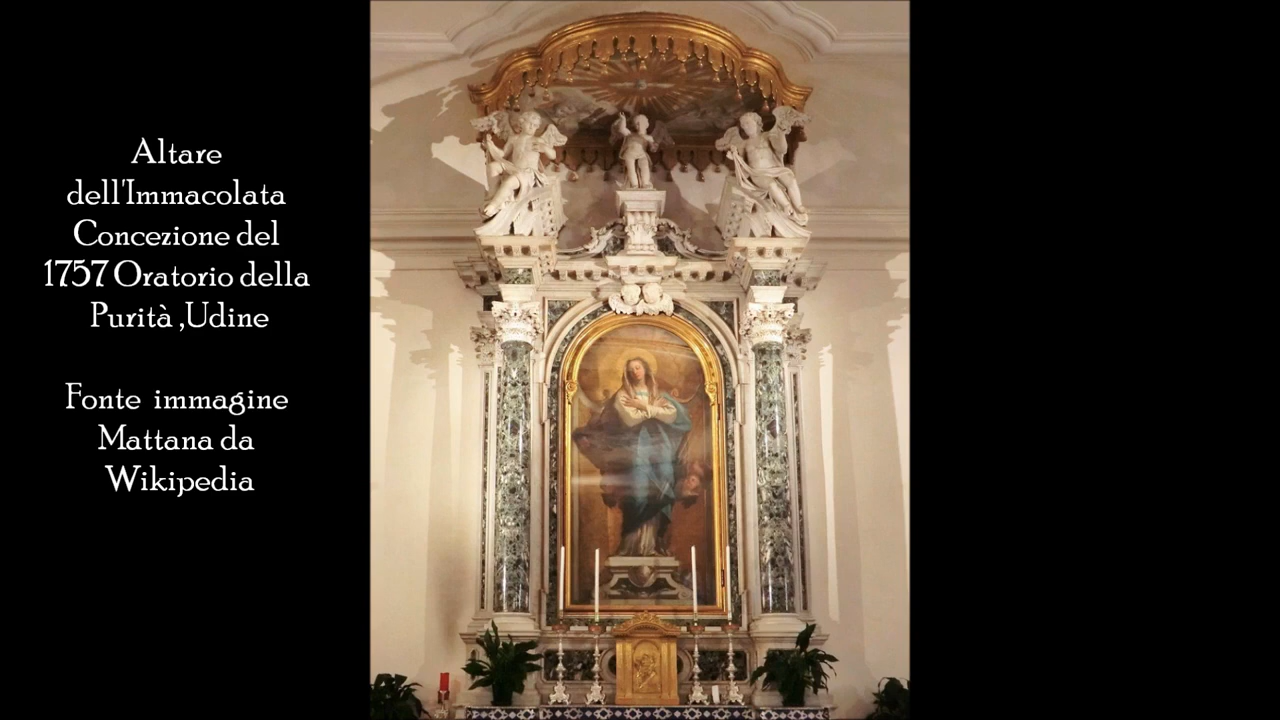 Altare
dell'Immacolata
Concezione del
1757 Oratorio della
Purità ,Udine
Fonte immagine
Mattana da
Wikipedia